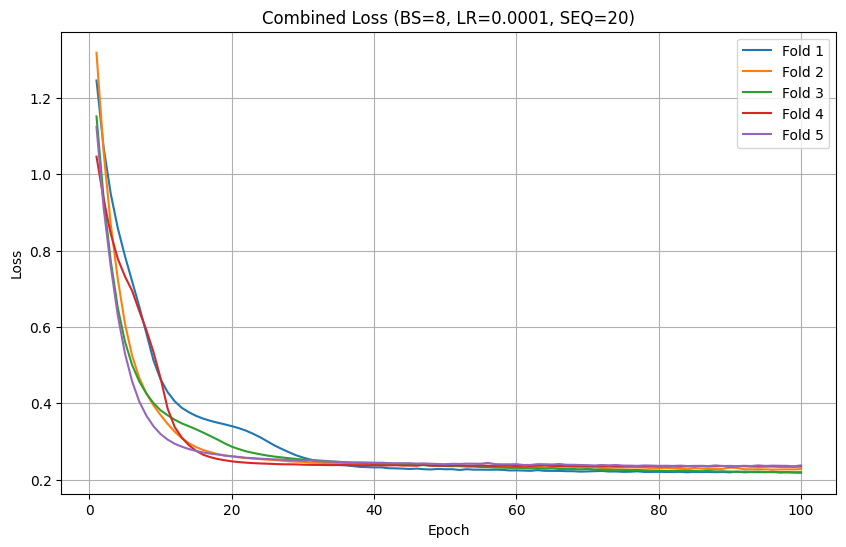 Combined Loss (BS=8, LR=0.0001, SEQ=20)
Fold 1
Fold 2
Fold 3
Fold 4
Fold 5
Loss
1.2
1.0
0.8
0.6
0.4
0.2
0 20 40 60 80 100
Epoch